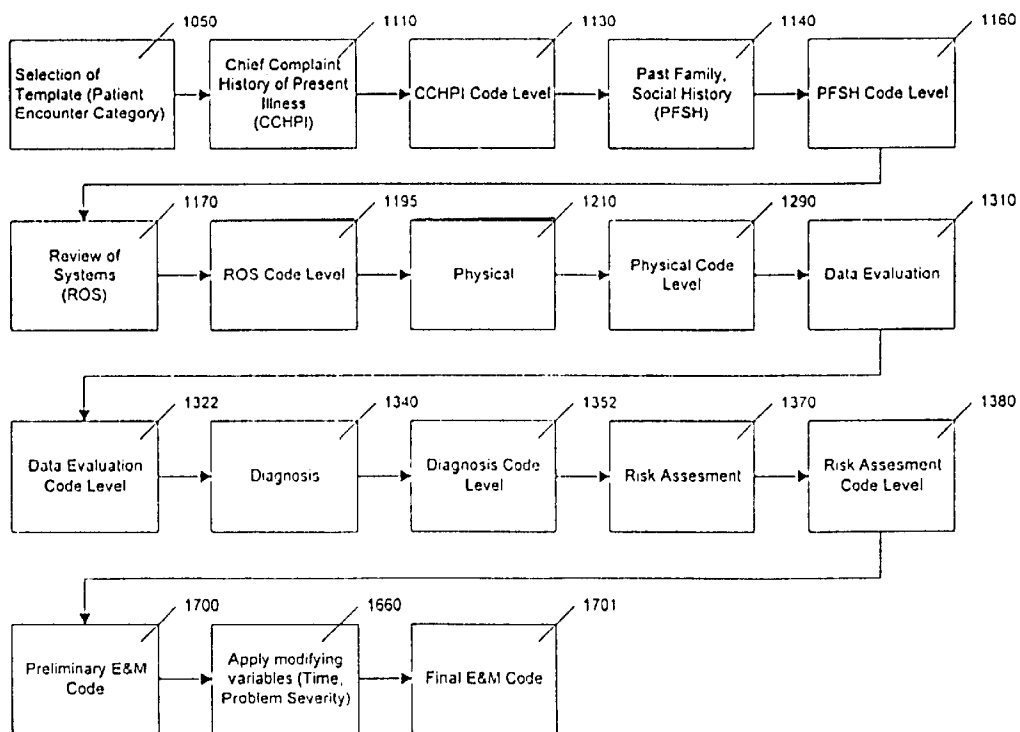 1050
1110
1130
1140
1160
Selection of
Template (Patient
Encounter Category)
Chief Complaint
History of Present
Illness
(CCHPI)
CCHPI Code Level
Past Family,
Social History
(PFSH)
PFSH Code Level
1170
1195
1210
1290
1310
Review of
Systems
(ROS)
ROS Code Level
Physical
Physical Code
Level
Data Evaluation
1322
1340
1352
1370
1380
Data Evaluation
Code Level
Diagnosis
Diagnosis Code
Level
Risk Assesment
Risk Assesment
Code Level
1700
1660
1701
Preliminary E&M
Code
Apply modifying
variables (Time,
Problem Severity)
Final E&M Code